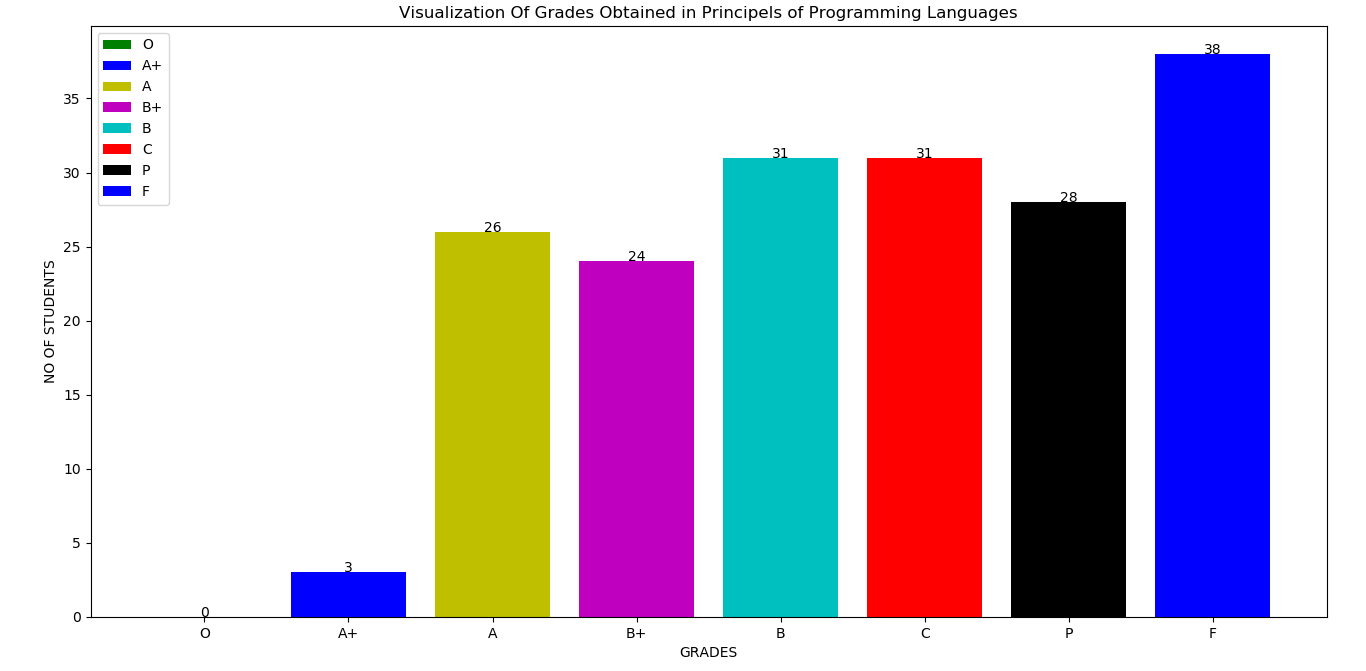 Visualization Of Grades Obtained in Principels of Programming Languages
O
A+
A
B+
B
C
P
F
NO OF STUDENTS
35
30
25
20
15
10
5
0
0
3
26
24
31
31
28
38
O A+ A B+ B C P F
GRADES